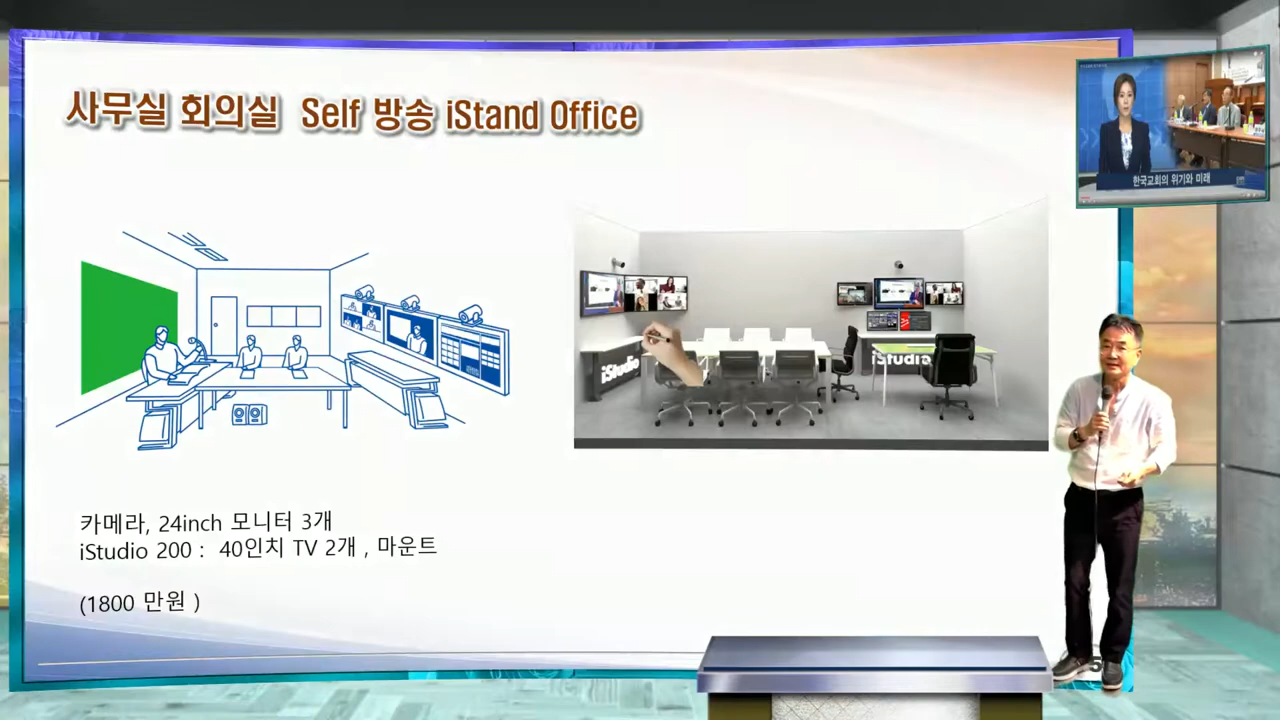 사무실 회의실 Self 방송 iStand Office
한국교회의 위기와 미래
iStudio
iStudio
카메라, 24inch 모니터 3개
iStudio 200 : 40인치 TV 2개 , 마운트
(1800 만원 )
5